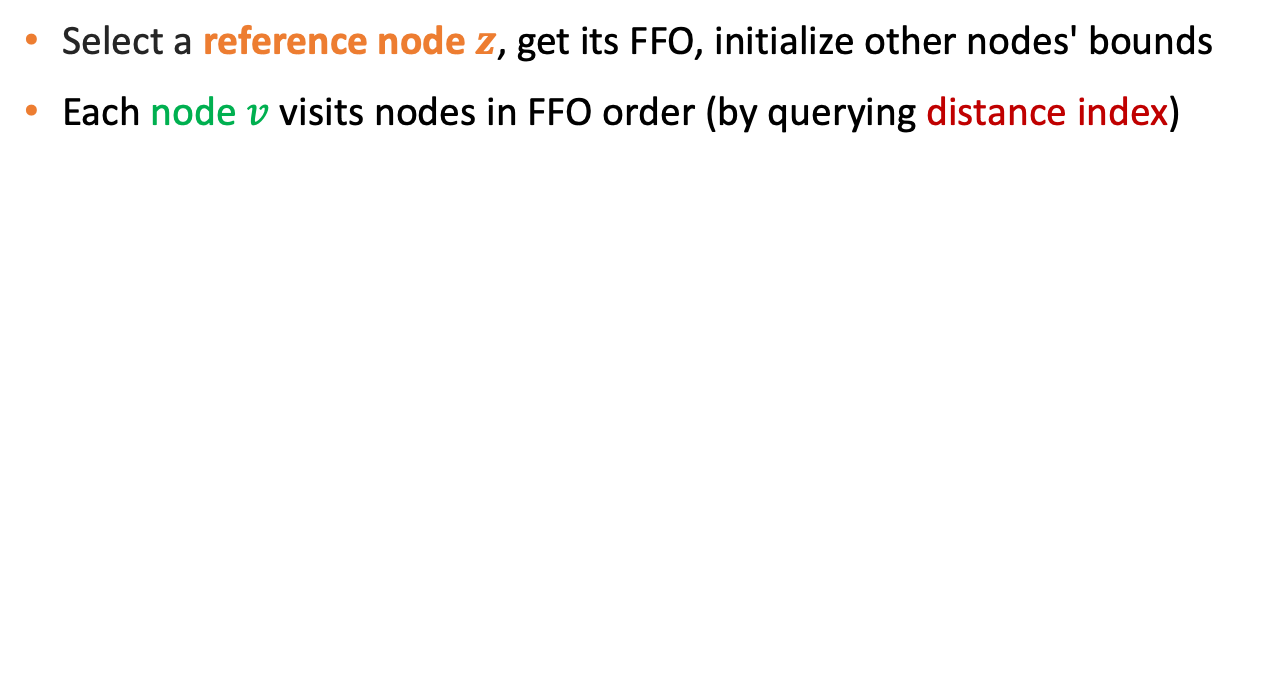 • Select a reference node z, get its FFO, initialize other nodes' bounds
• Each node v visits nodes in FFO order (by querying distance index)